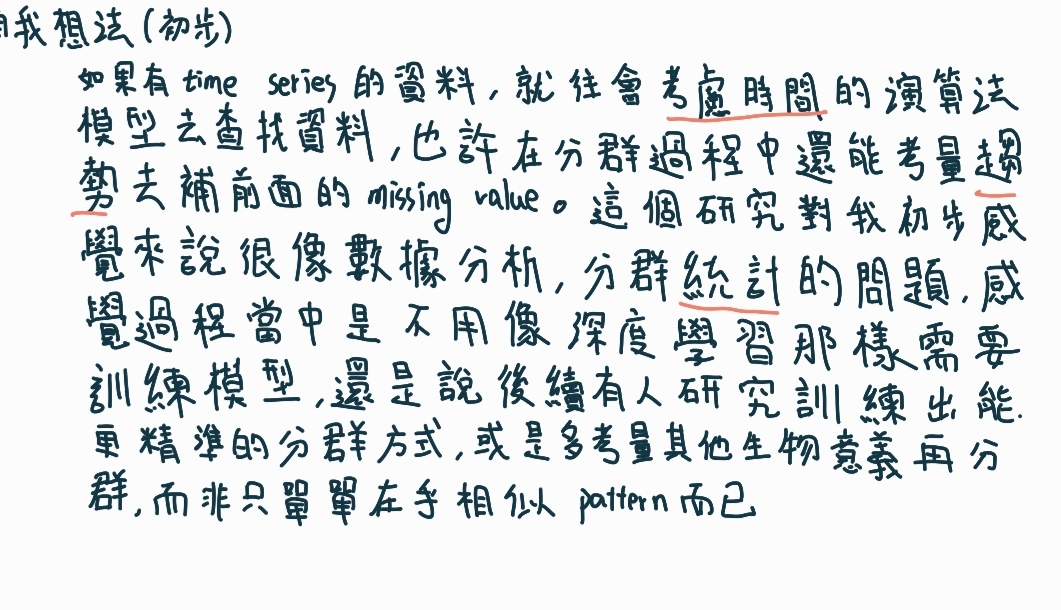 我想法(初步)
如果有 time series 的資料,就往會考慮時間的演算法
模型去查找資料,也許在分群過程中還能考量趨
勢去補前面的 missing value。這個研究對我初步感
覺來說很像數據分析,分群統計的問題,感
覺過程當中是不用像深度學習那樣需要
訓練模型,還是說後續有人研究訓練出能
更精準的分群方式,或是多考量其他生物意義再分
群,而非只單單在乎相似 pattern 而已